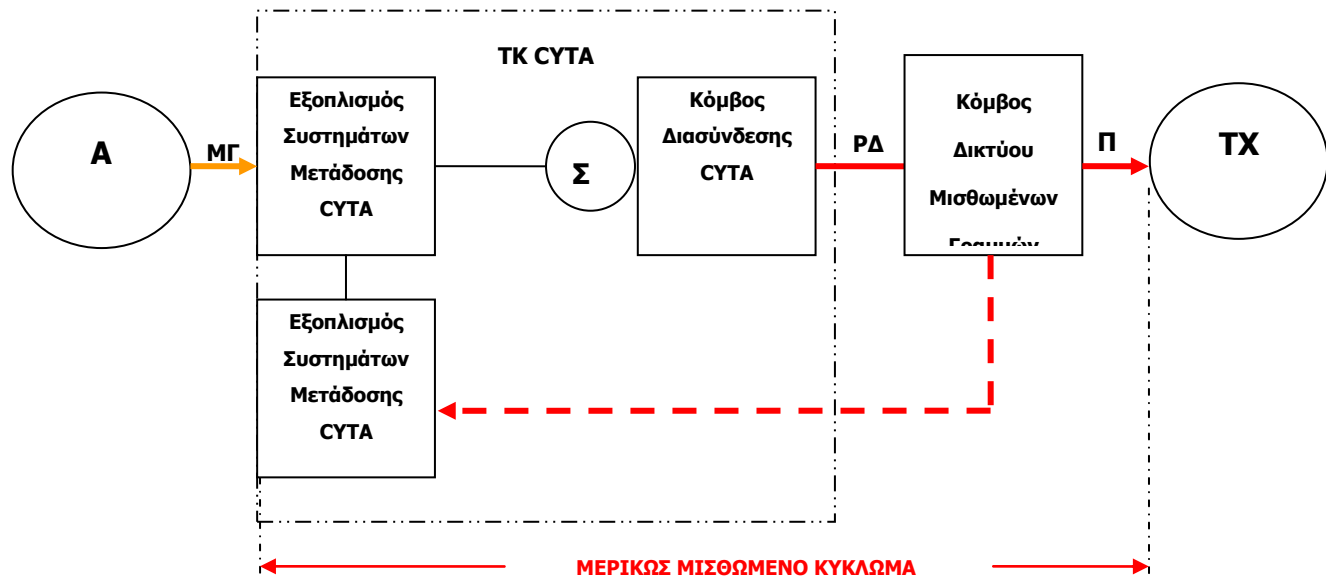 ΤΚ CYTA
Α
ΜΓ
Εξοπλισμός
Συστημάτων
Μετάδοσης
CYTA
Σ
Κόμβος
Διασύνδεσης
CYTA
ΡΔ
Κόμβος
Δικτύου
Μισθωμένων
Γραμμών
Π
ΤΧ
Εξοπλισμός
Συστημάτων
Μετάδοσης
CYTA
ΜΕΡΙΚΩΣ ΜΙΣΘΩΜΕΝΟ ΚΥΚΛΩΜΑ